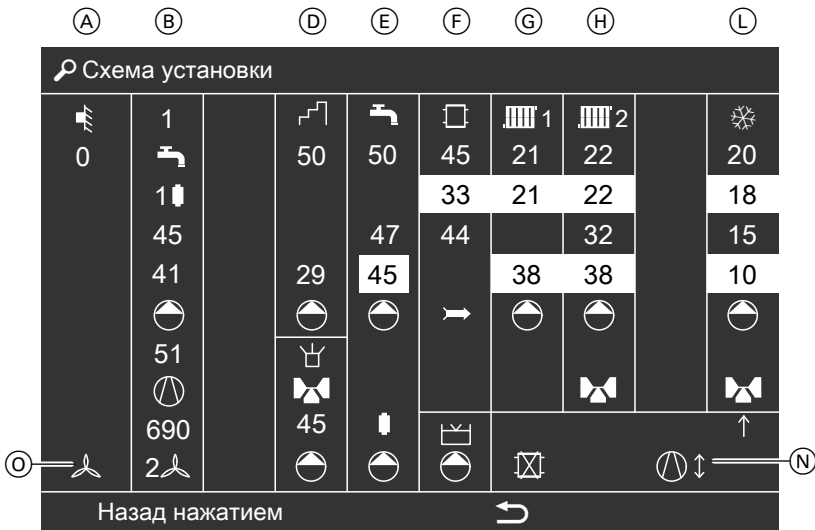 A B D E F G H L
Схема установки
1 1 2
0 50 50 45 21 22 20
1 33 21 22 18
45 47 44 32 15
41 29 45 38 38 10
51
690 45
O 2 N
Назад нажатием